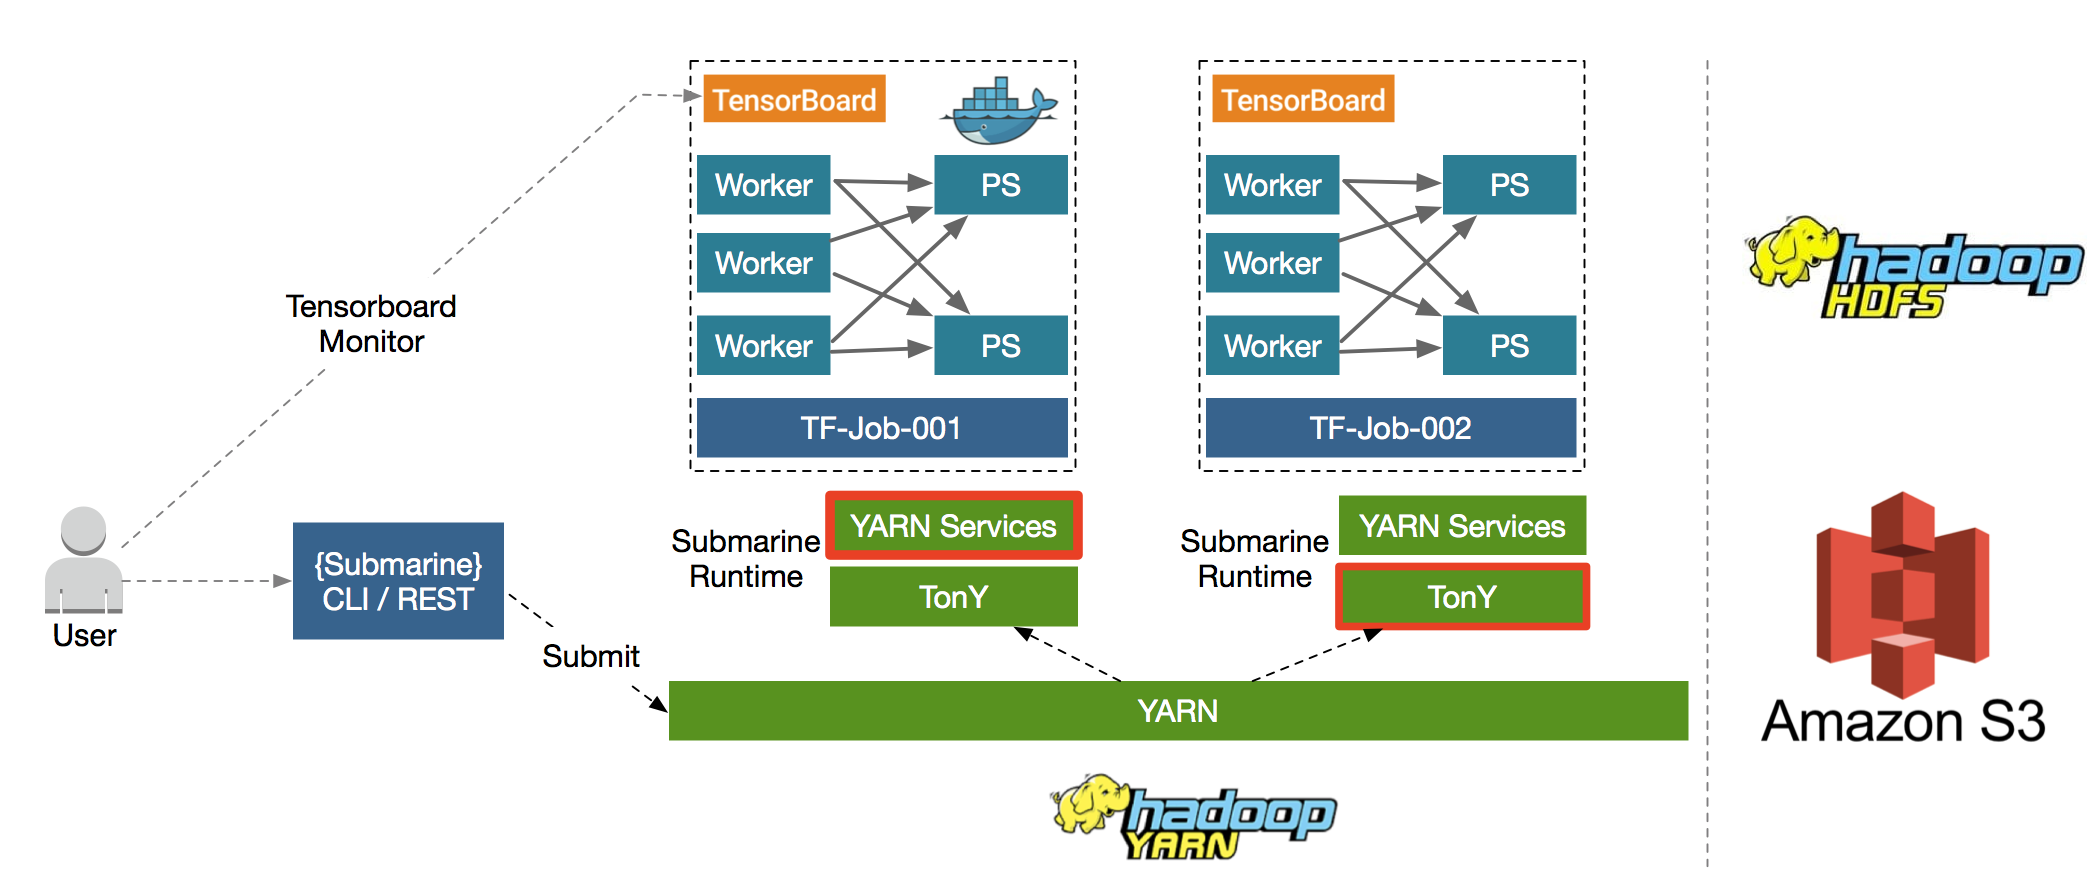 TensorBoard
Worker
PS
Worker
Worker
PS
TF-Job-001
TensorBoard
Worker
PS
Worker
Worker
PS
TF-Job-002
Tensorboard
Monitor
User
{Submarine}
CLI / REST
Submit
Submarine
Runtime
YARN Services
TonY
Submarine
Runtime
YARN Services
TonY
YARN
hadoop
YARN
hadoop
HDFS
Amazon S3